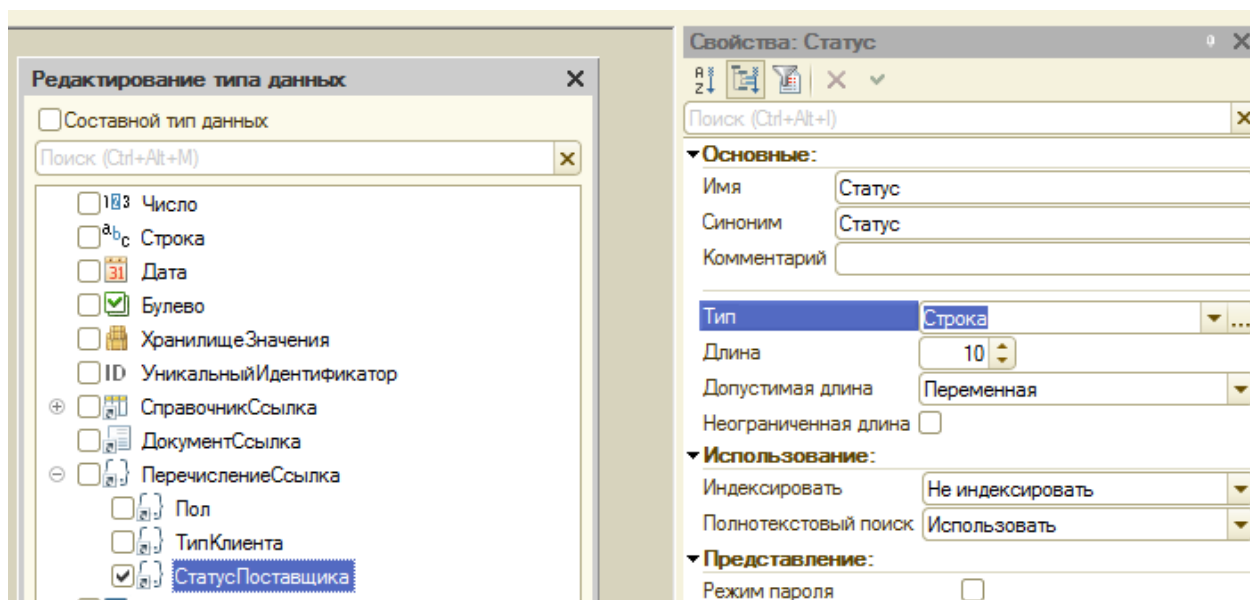 Редактирование типа данных
Составной тип данных
Поиск (Ctrl+Alt+M)
Число
Строка
Дата
Булево
ХранилищеЗначения
ID УникальныйИдентификатор
СправочникСсылка
ДокументСсылка
ПеречислениеСсылка
Пол
ТипКлиента
СтатусПоставщика
Свойства: Статус
Поиск (Ctrl+Alt+I)
Основные:
Имя Статус
Синоним Статус
Комментарий
Тип Строка ...
Длина 10
Допустимая длина Переменная
Неограниченная длина
Использование:
Индексировать Не индексировать
Полнотекстовый поиск Использовать
Представление:
Режим пароля